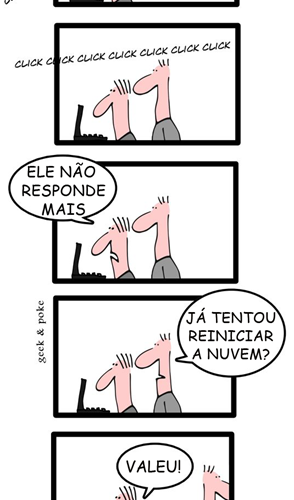 CLICK CLICK CLICK CLICK CLICK CLICK CLICK
ELE NÃO
RESPONDE
MAIS
geek & poke
JÁ TENTOU
REINICIAR
A NUVEM?
VALEU!